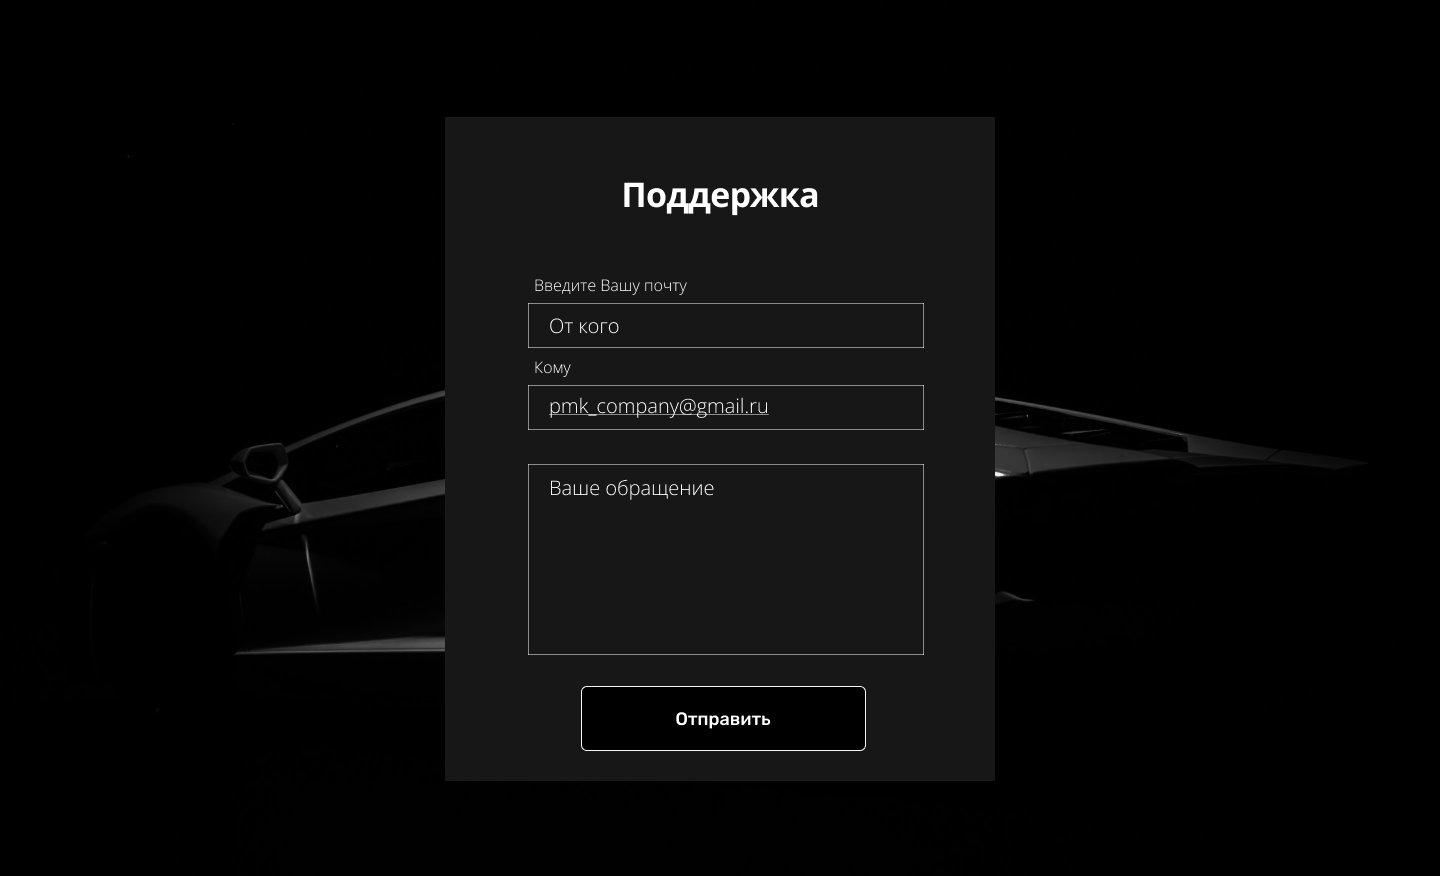 Поддержка
Введите Вашу почту
От кого
Кому
pmk_company@gmail.ru
Ваше обращение
Отправить